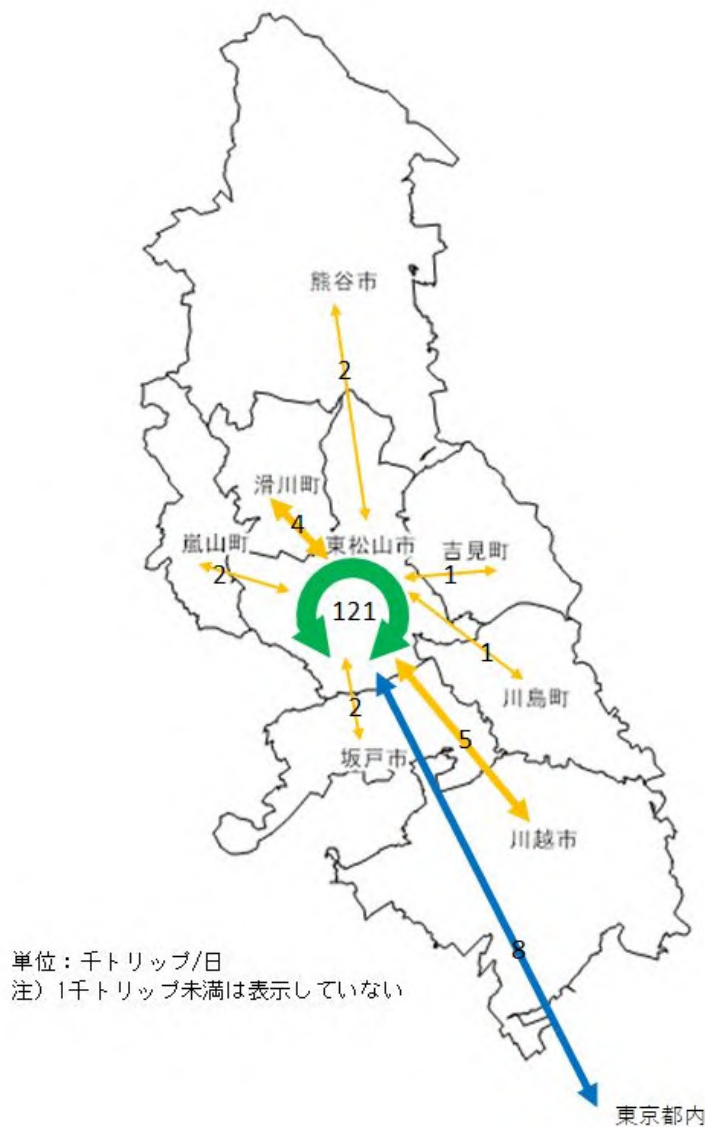 熊谷市
2
滑川町
4
嵐山町
東松山市
吉見町
2
1
121
1
川島町
2
5
坂戸市
川越市
8
単位：千トリップ/日
注）1千トリップ未満は表示していない
東京都内